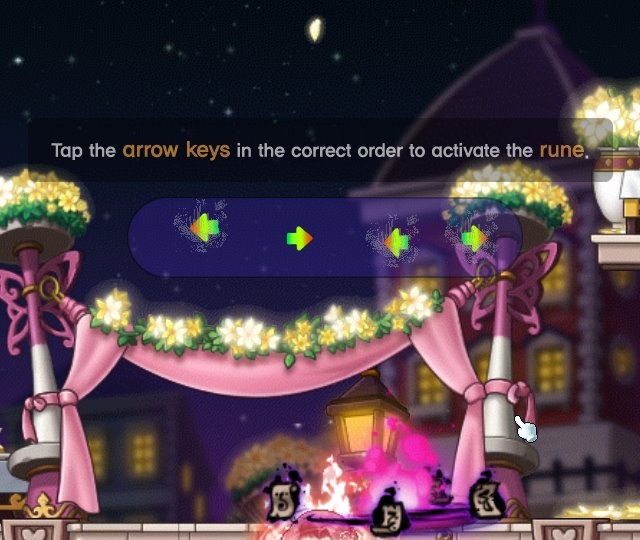 Tap the arrow keys in the correct order to activate the rune.